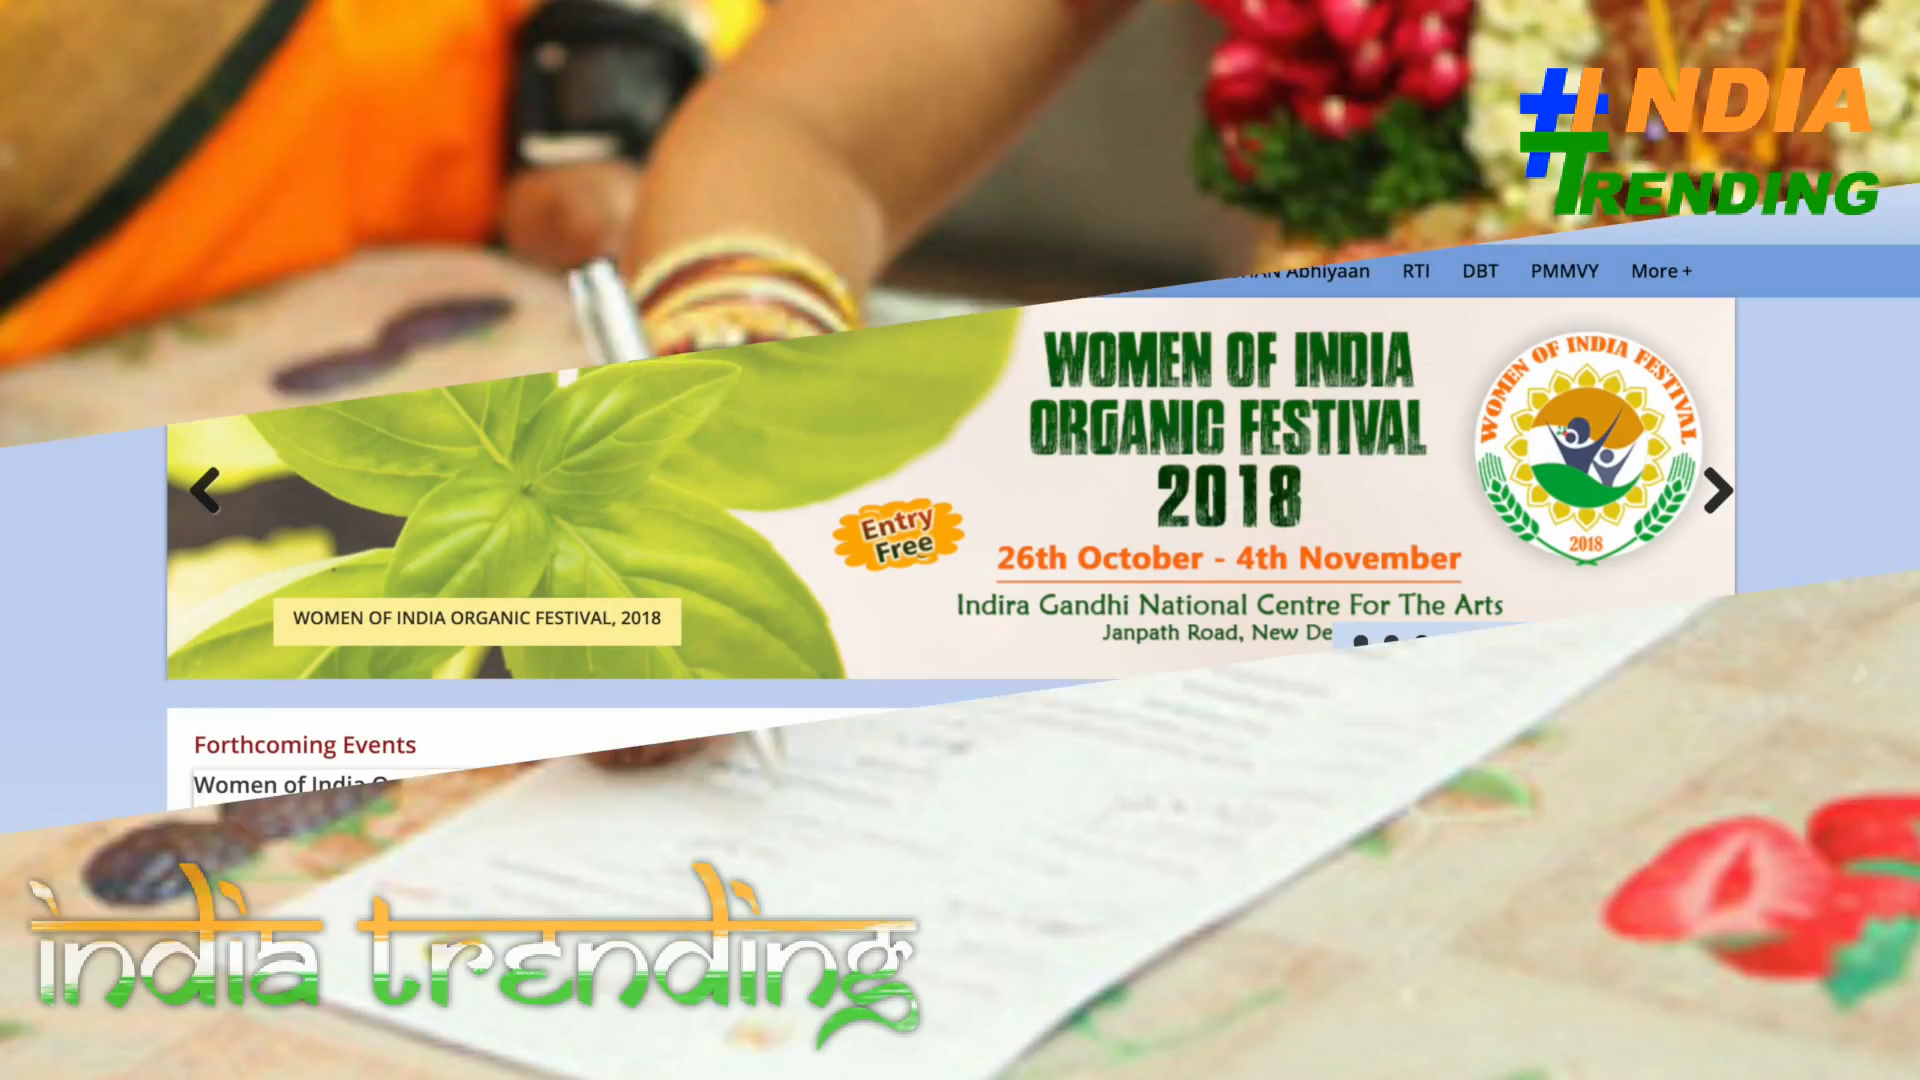 #INDIA
TRENDING
Abhiyaan RTI DBT PMMVY More +
WOMEN OF INDIA
ORGANIC FESTIVAL
2018
WOMEN OF INDIA FESTIVAL
2018
Entry
Free
26th October - 4th November
Indira Gandhi National Centre For The Arts
Janpath Road, New De
WOMEN OF INDIA ORGANIC FESTIVAL, 2018
Forthcoming Events
Women of India O
india trending